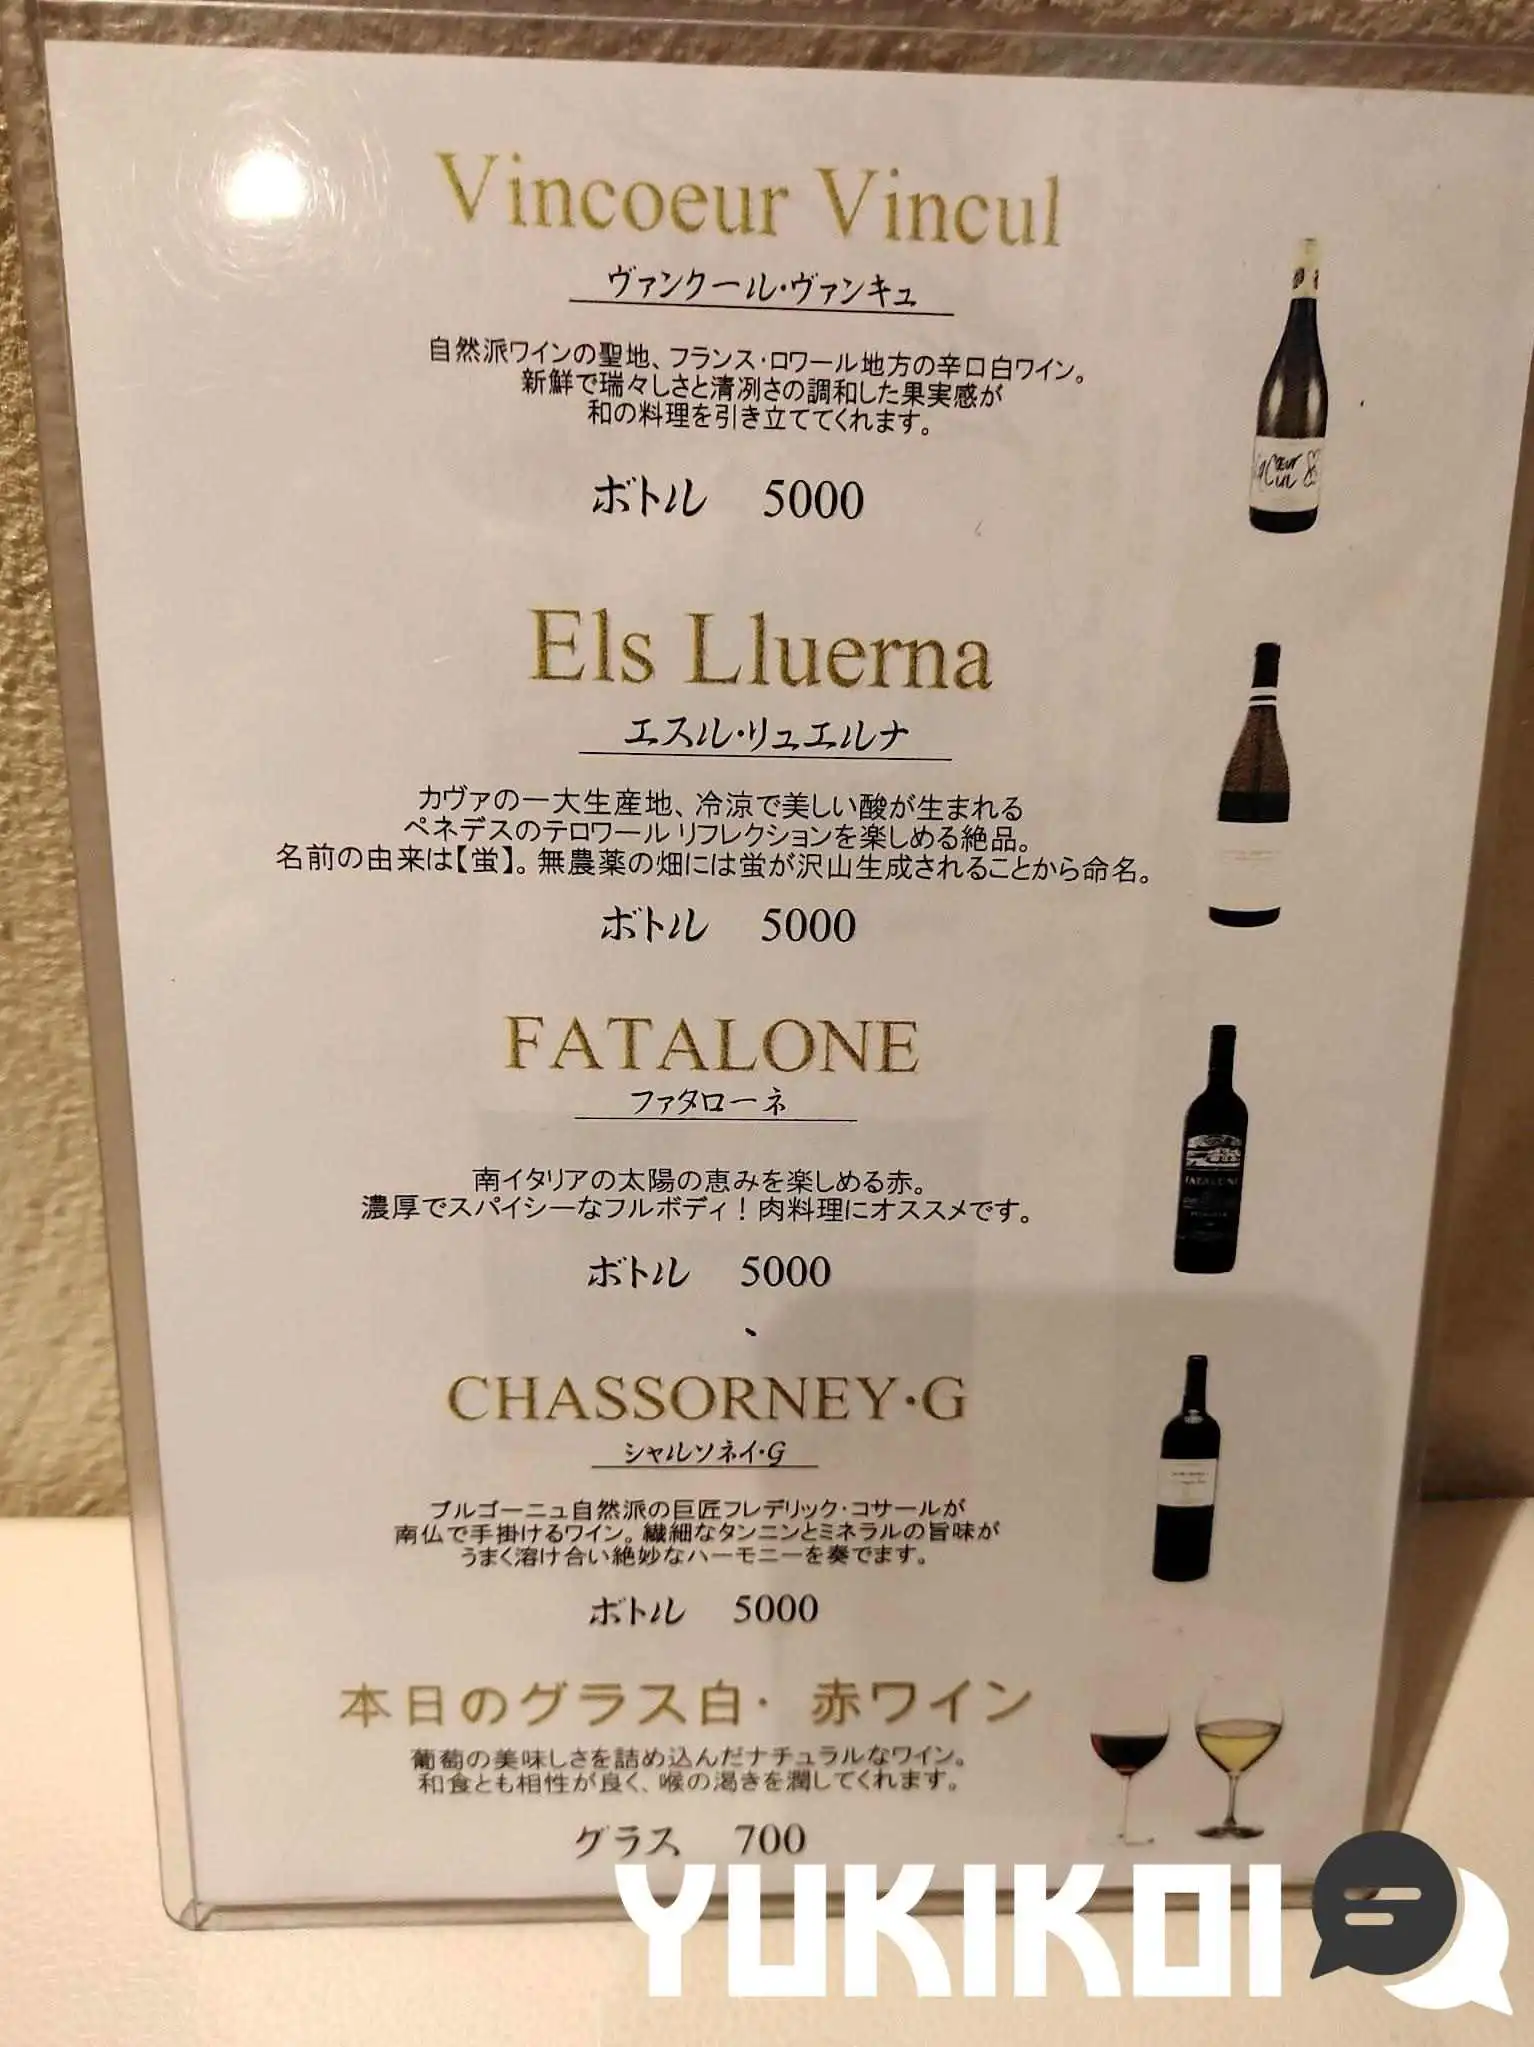 Vincoeur Vincul
ヴァンクール・ヴァンキュ
自然派ワインの聖地、フランス・ロワール地方の辛口白ワイン。
新鮮で瑞々しさと清冽さの調和した果実感が
和の料理を引き立ててくれます。
ボトル 5000
Els Lluerna
エスル・リュエルナ
カヴァの一大生産地、冷涼で美しい酸が生まれる
ペネデスのテロワール リフレクションを楽しめる絶品。
名前の由来は【蛍】。無農薬の畑には蛍が沢山生成されることから命名。
ボトル 5000
FATALONE
ファタローネ
南イタリアの太陽の恵みを楽しめる赤。
濃厚でスパイシーなフルボディ！肉料理にオススメです。
FATALONE
ボトル 5000
、
CHASSORNEY・G
シャルソネイ・G
ブルゴーニュ自然派の巨匠フレデリック・コサールが
南仏で手掛けるワイン。繊細なタンニンとミネラルの旨味が
うまく溶け合い絶妙なハーモニーを奏でます。
ボトル 5000
本日のグラス白・ 赤ワイン
葡萄の美味しさを詰め込んだナチュラルなワイン。
和食とも相性が良く、喉の渇きを潤してくれます。
グラス 700
YUKIKOI